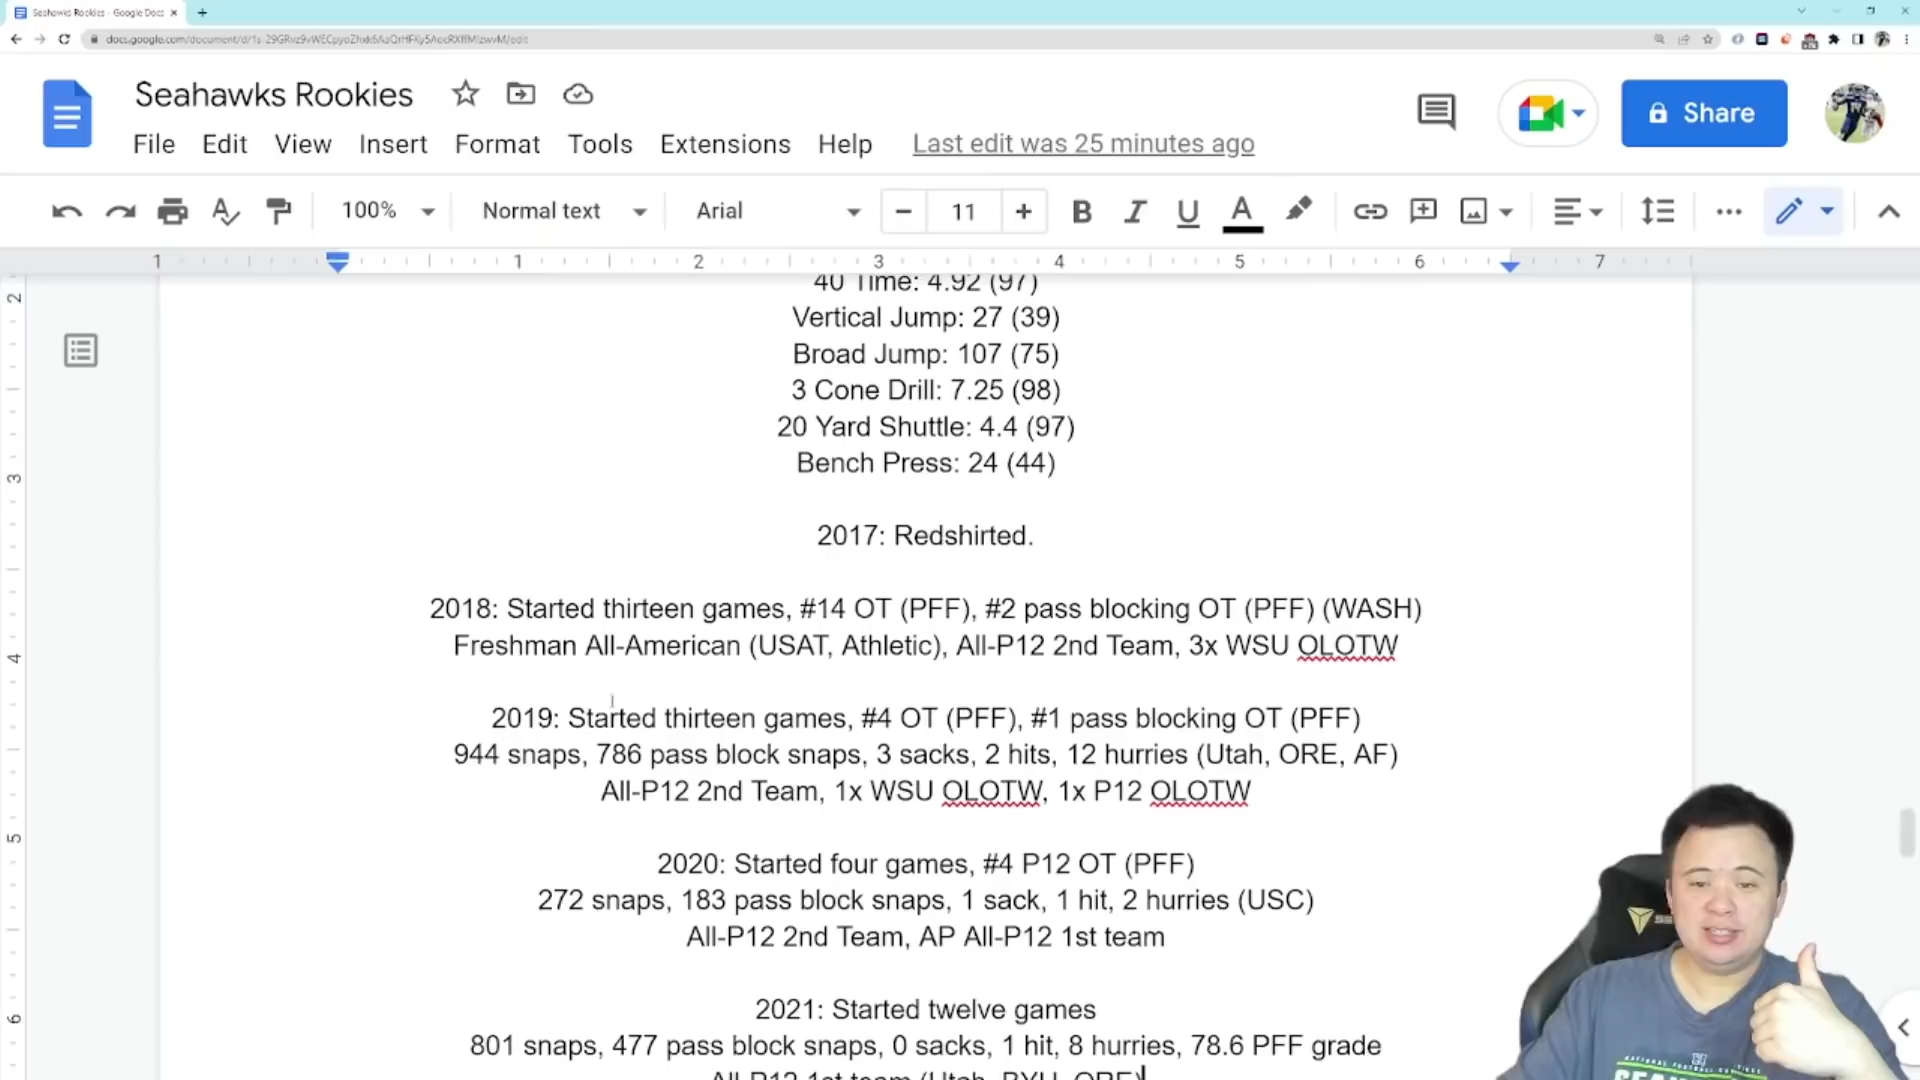 Seahawks Rookies - Google Docs
docs.google.com/document/d/
Seahawks Rookies
File Edit View Insert Format Tools Extensions Help Last edit was 25 minutes ago
Share
100% Normal text Arial 11
1 1 2 3 4 5 6 7
2
3
4
5
6
40 Time: 4.92 (97)
Vertical Jump: 27 (39)
Broad Jump: 107 (75)
3 Cone Drill: 7.25 (98)
20 Yard Shuttle: 4.4 (97)
Bench Press: 24 (44)
2017: Redshirted.
2018: Started thirteen games, #14 OT (PFF), #2 pass blocking OT (PFF) (WASH)
Freshman All-American (USAT, Athletic), All-P12 2nd Team, 3x WSU OLOTW
2019: Started thirteen games, #4 OT (PFF), #1 pass blocking OT (PFF)
944 snaps, 786 pass block snaps, 3 sacks, 2 hits, 12 hurries (Utah, ORE, AF)
All-P12 2nd Team, 1x WSU OLOTW, 1x P12 OLOTW
2020: Started four games, #4 P12 OT (PFF)
272 snaps, 183 pass block snaps, 1 sack, 1 hit, 2 hurries (USC)
All-P12 2nd Team, AP All-P12 1st team
2021: Started twelve games
801 snaps, 477 pass block snaps, 0 sacks, 1 hit, 8 hurries, 78.6 PFF grade
All-P12 1st team (Utah, BYU, ORE)